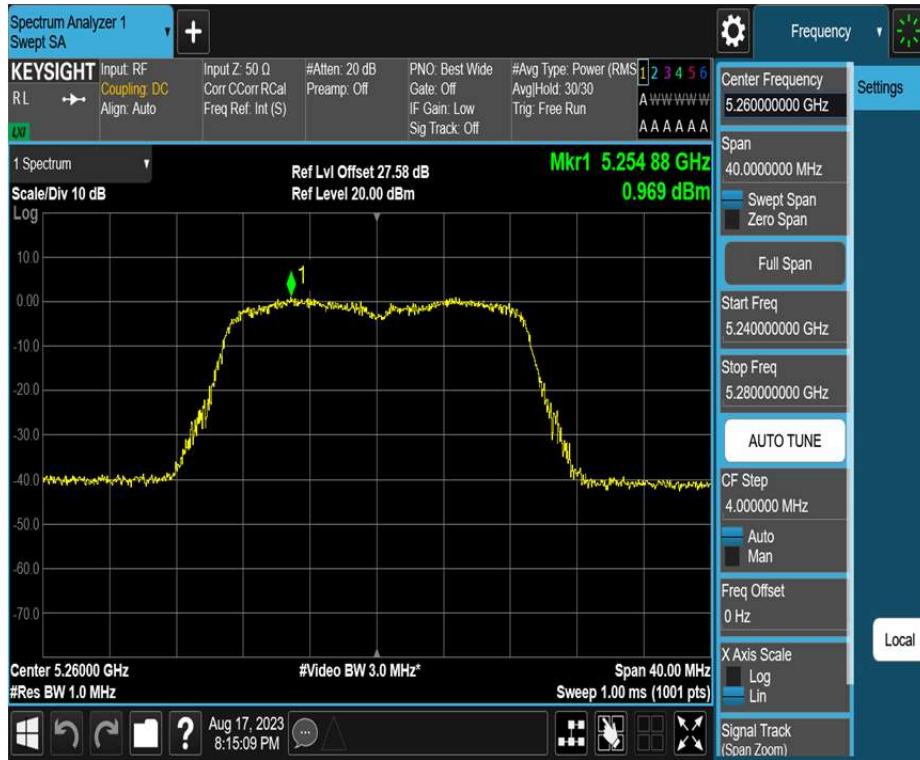 Spectrum Analyzer 1
Swept SA
+
Frequency
KEYSIGHT
R L
LXI
Input: RF
Coupling: DC
Align: Auto
Input Z: 50 Ω
Corr CCorr RCal
Freq Ref: Int (S)
#Atten: 20 dB
Preamp: Off
PNO: Best Wide
Gate: Off
IF Gain: Low
Sig Track: Off
#Avg Type: Power (RMS
Avg|Hold: 30/30
Trig: Free Run
1 2 3 4 5 6
A W W W W W
A A A A A A
1 Spectrum
Scale/Div 10 dB
Log
Ref Lvl Offset 27.58 dB
Ref Level 20.00 dBm
Mkr1 5.254 88 GHz
0.969 dBm
10.0
0.00
-10.0
-20.0
-30.0
-40.0
-50.0
-60.0
-70.0
1
Center 5.26000 GHz
#Res BW 1.0 MHz
#Video BW 3.0 MHz*
Span 40.00 MHz
Sweep 1.00 ms (1001 pts)
?
Aug 17, 2023
8:15:09 PM
Center Frequency
5.260000000 GHz
Span
40.0000000 MHz
Swept Span
Zero Span
Full Span
Start Freq
5.240000000 GHz
Stop Freq
5.280000000 GHz
AUTO TUNE
CF Step
4.000000 MHz
Auto
Man
Freq Offset
0 Hz
X Axis Scale
Log
Lin
Signal Track
(Span Zoom)
Settings
Local